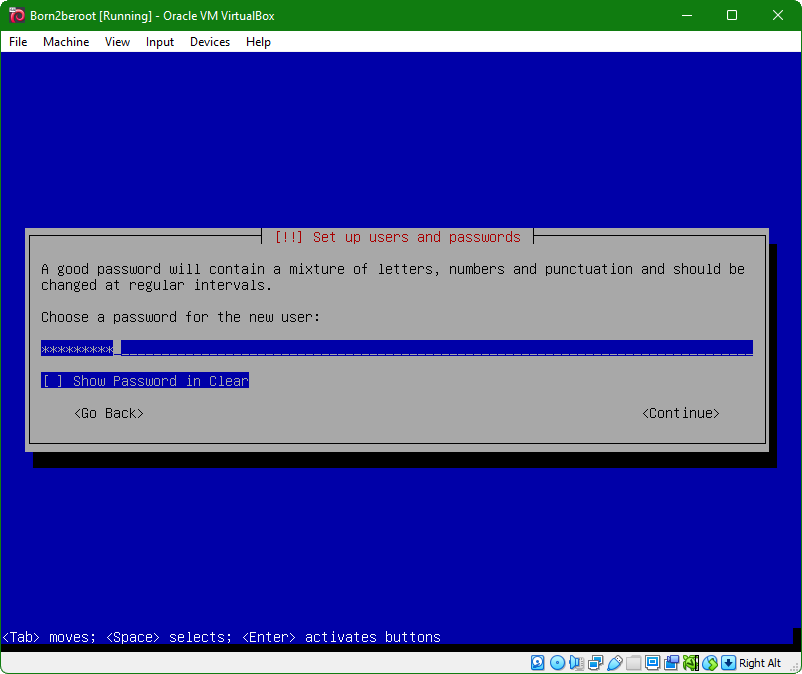 Born2beroot [Running] - Oracle VM VirtualBox
File Machine View Input Devices Help
[!!] Set up users and passwords
A good password will contain a mixture of letters, numbers and punctuation and should be
changed at regular intervals.
Choose a password for the new user:
*********
[ ] Show Password in Clear
<Go Back> <Continue>
<Tab> moves; <Space> selects; <Enter> activates buttons
Right Alt